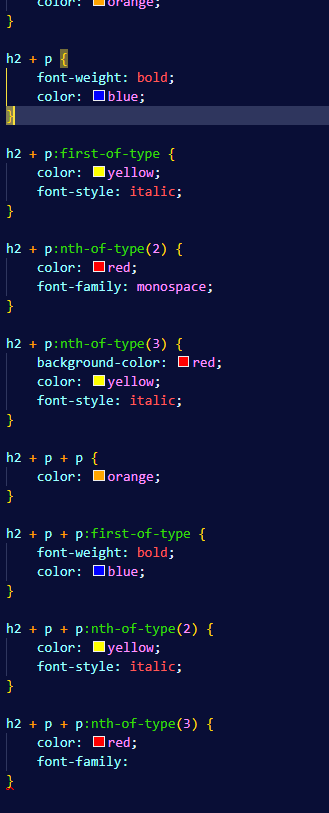 color: orange;
}
h2 + p {
font-weight: bold;
color: blue;
}
h2 + p:first-of-type {
color: yellow;
font-style: italic;
}
h2 + p:nth-of-type(2) {
color: red;
font-family: monospace;
}
h2 + p:nth-of-type(3) {
background-color: red;
color: yellow;
font-style: italic;
}
h2 + p + p {
color: orange;
}
h2 + p + p:first-of-type {
font-weight: bold;
color: blue;
}
h2 + p + p:nth-of-type(2) {
color: yellow;
font-style: italic;
}
h2 + p + p:nth-of-type(3) {
color: red;
font-family:
}